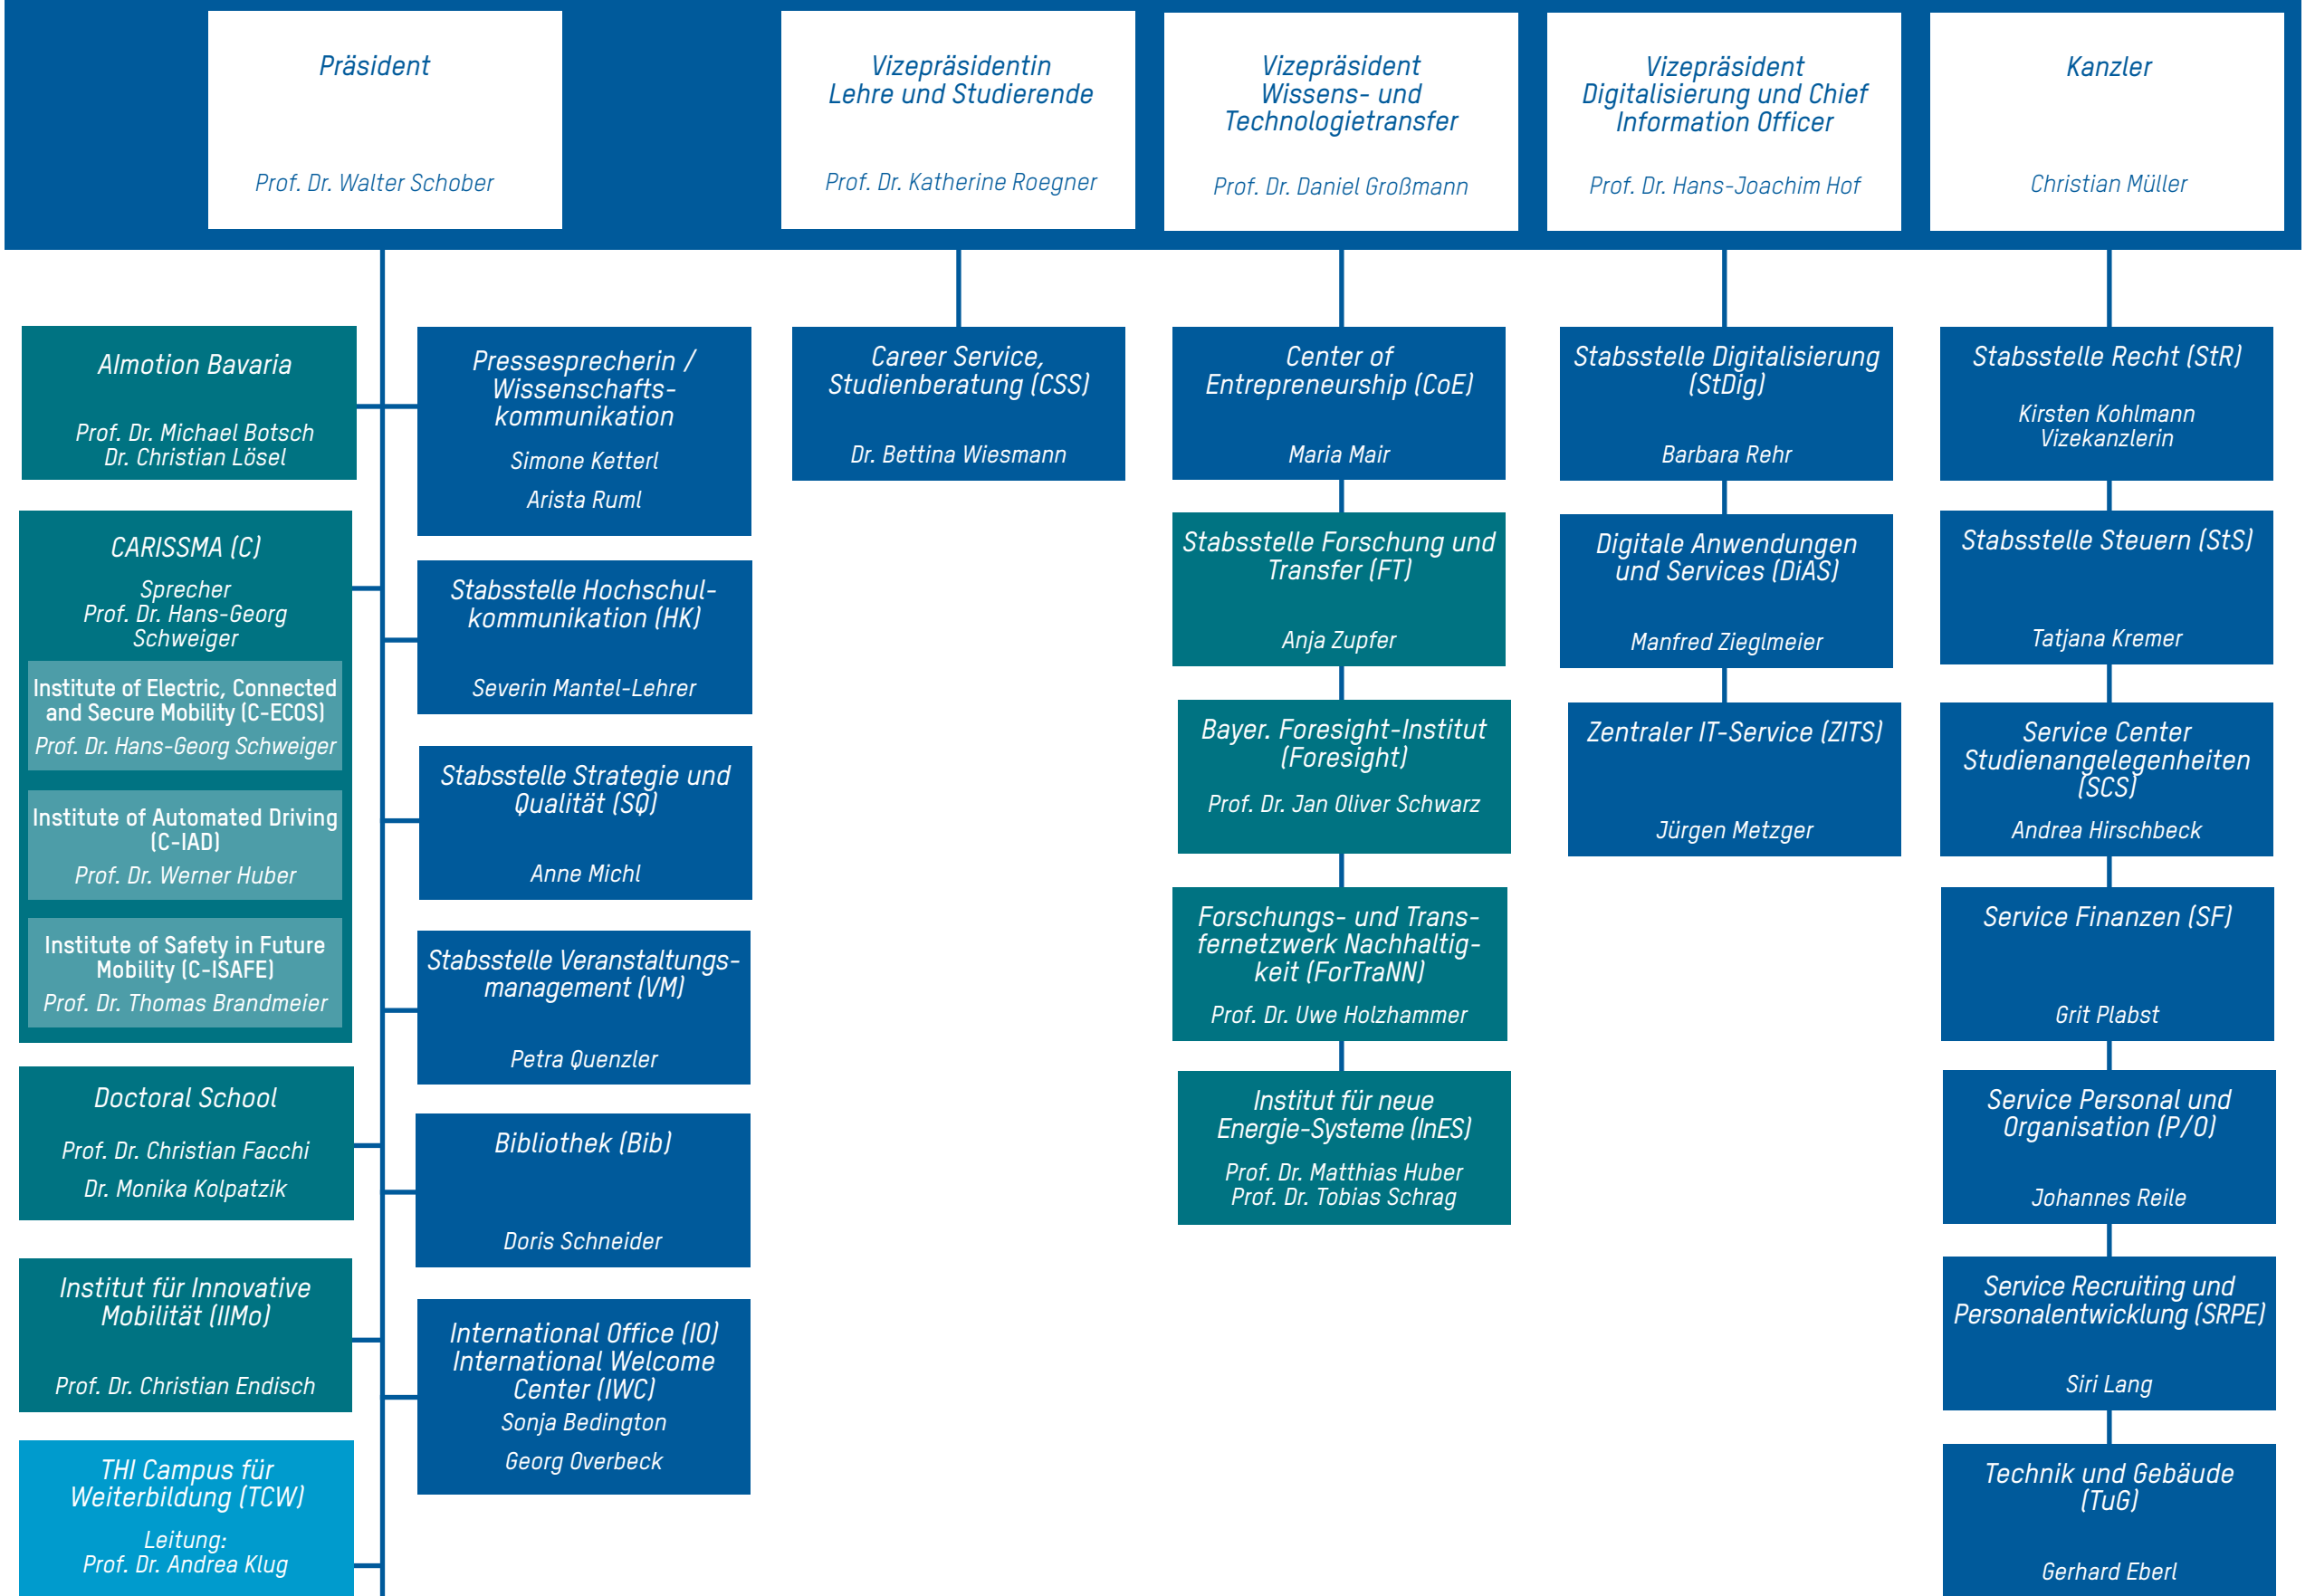 Präsident
Prof. Dr. Walter Schober
Vizepräsidentin
Lehre und Studierende
Prof. Dr. Katherine Roegner
Vizepräsident
Wissens- und
Technologietransfer
Prof. Dr. Daniel Großmann
Vizepräsident
Digitalisierung und Chief
Information Officer
Prof. Dr. Hans-Joachim Hof
Kanzler
Christian Müller
AImotion Bavaria
Prof. Dr. Michael Botsch
Dr. Christian Lösel
CARISSMA (C)
Sprecher
Prof. Dr. Hans-Georg
Schweiger
Institute of Electric, Connected
and Secure Mobility (C-ECOS)
Prof. Dr. Hans-Georg Schweiger
Institute of Automated Driving
(C-IAD)
Prof. Dr. Werner Huber
Institute of Safety in Future
Mobility (C-ISAFE)
Prof. Dr. Thomas Brandmeier
Doctoral School
Prof. Dr. Christian Facchi
Dr. Monika Kolpatzik
Institut für Innovative
Mobilität (IIMo)
Prof. Dr. Christian Endisch
THI Campus für
Weiterbildung (TCW)
Leitung:
Prof. Dr. Andrea Klug
Pressesprecherin /
Wissenschafts-
kommunikation
Simone Ketterl
Arista Ruml
Stabsstelle Hochschul-
kommunikation (HK)
Severin Mantel-Lehrer
Stabsstelle Strategie und
Qualität (SQ)
Anne Michl
Stabsstelle Veranstaltungs-
management (VM)
Petra Quenzler
Bibliothek (Bib)
Doris Schneider
International Office (IO)
International Welcome
Center (IWC)
Sonja Bedington
Georg Overbeck
Career Service,
Studienberatung (CSS)
Dr. Bettina Wiesmann
Center of
Entrepreneurship (CoE)
Maria Mair
Stabsstelle Forschung und
Transfer (FT)
Anja Zupfer
Bayer. Foresight-Institut
(Foresight)
Prof. Dr. Jan Oliver Schwarz
Forschungs- und Trans-
fernetzwerk Nachhaltig-
keit (ForTraNN)
Prof. Dr. Uwe Holzhammer
Institut für neue
Energie-Systeme (InES)
Prof. Dr. Matthias Huber
Prof. Dr. Tobias Schrag
Stabsstelle Digitalisierung
(StDig)
Barbara Rehr
Digitale Anwendungen
und Services (DiAS)
Manfred Zieglmeier
Zentraler IT-Service (ZITS)
Jürgen Metzger
Stabsstelle Recht (StR)
Kirsten Kohlmann
Vizekanzlerin
Stabsstelle Steuern (StS)
Tatjana Kremer
Service Center
Studienangelegenheiten
(SCS)
Andrea Hirschbeck
Service Finanzen (SF)
Grit Plabst
Service Personal und
Organisation (P/O)
Johannes Reile
Service Recruiting und
Personalentwicklung (SRPE)
Siri Lang
Technik und Gebäude
(TuG)
Gerhard Eberl